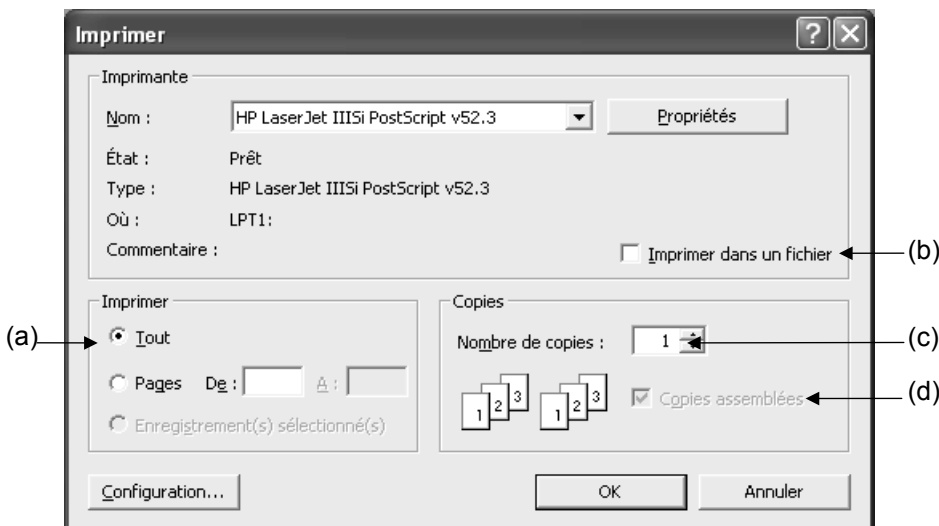 Imprimer
Imprimante
Nom : HP LaserJet IIISi PostScript v52.3 Propriétés
État : Prêt
Type : HP LaserJet IIISi PostScript v52.3
Où : LPT1:
Commentaire : Imprimer dans un fichier (b)
Imprimer
(a) Tout
Pages De : A :
Enregistrement(s) sélectionné(s)
Copies
Nombre de copies : 1 (c)
1 2 3 1 2 3 Copies assemblées (d)
Configuration... OK Annuler